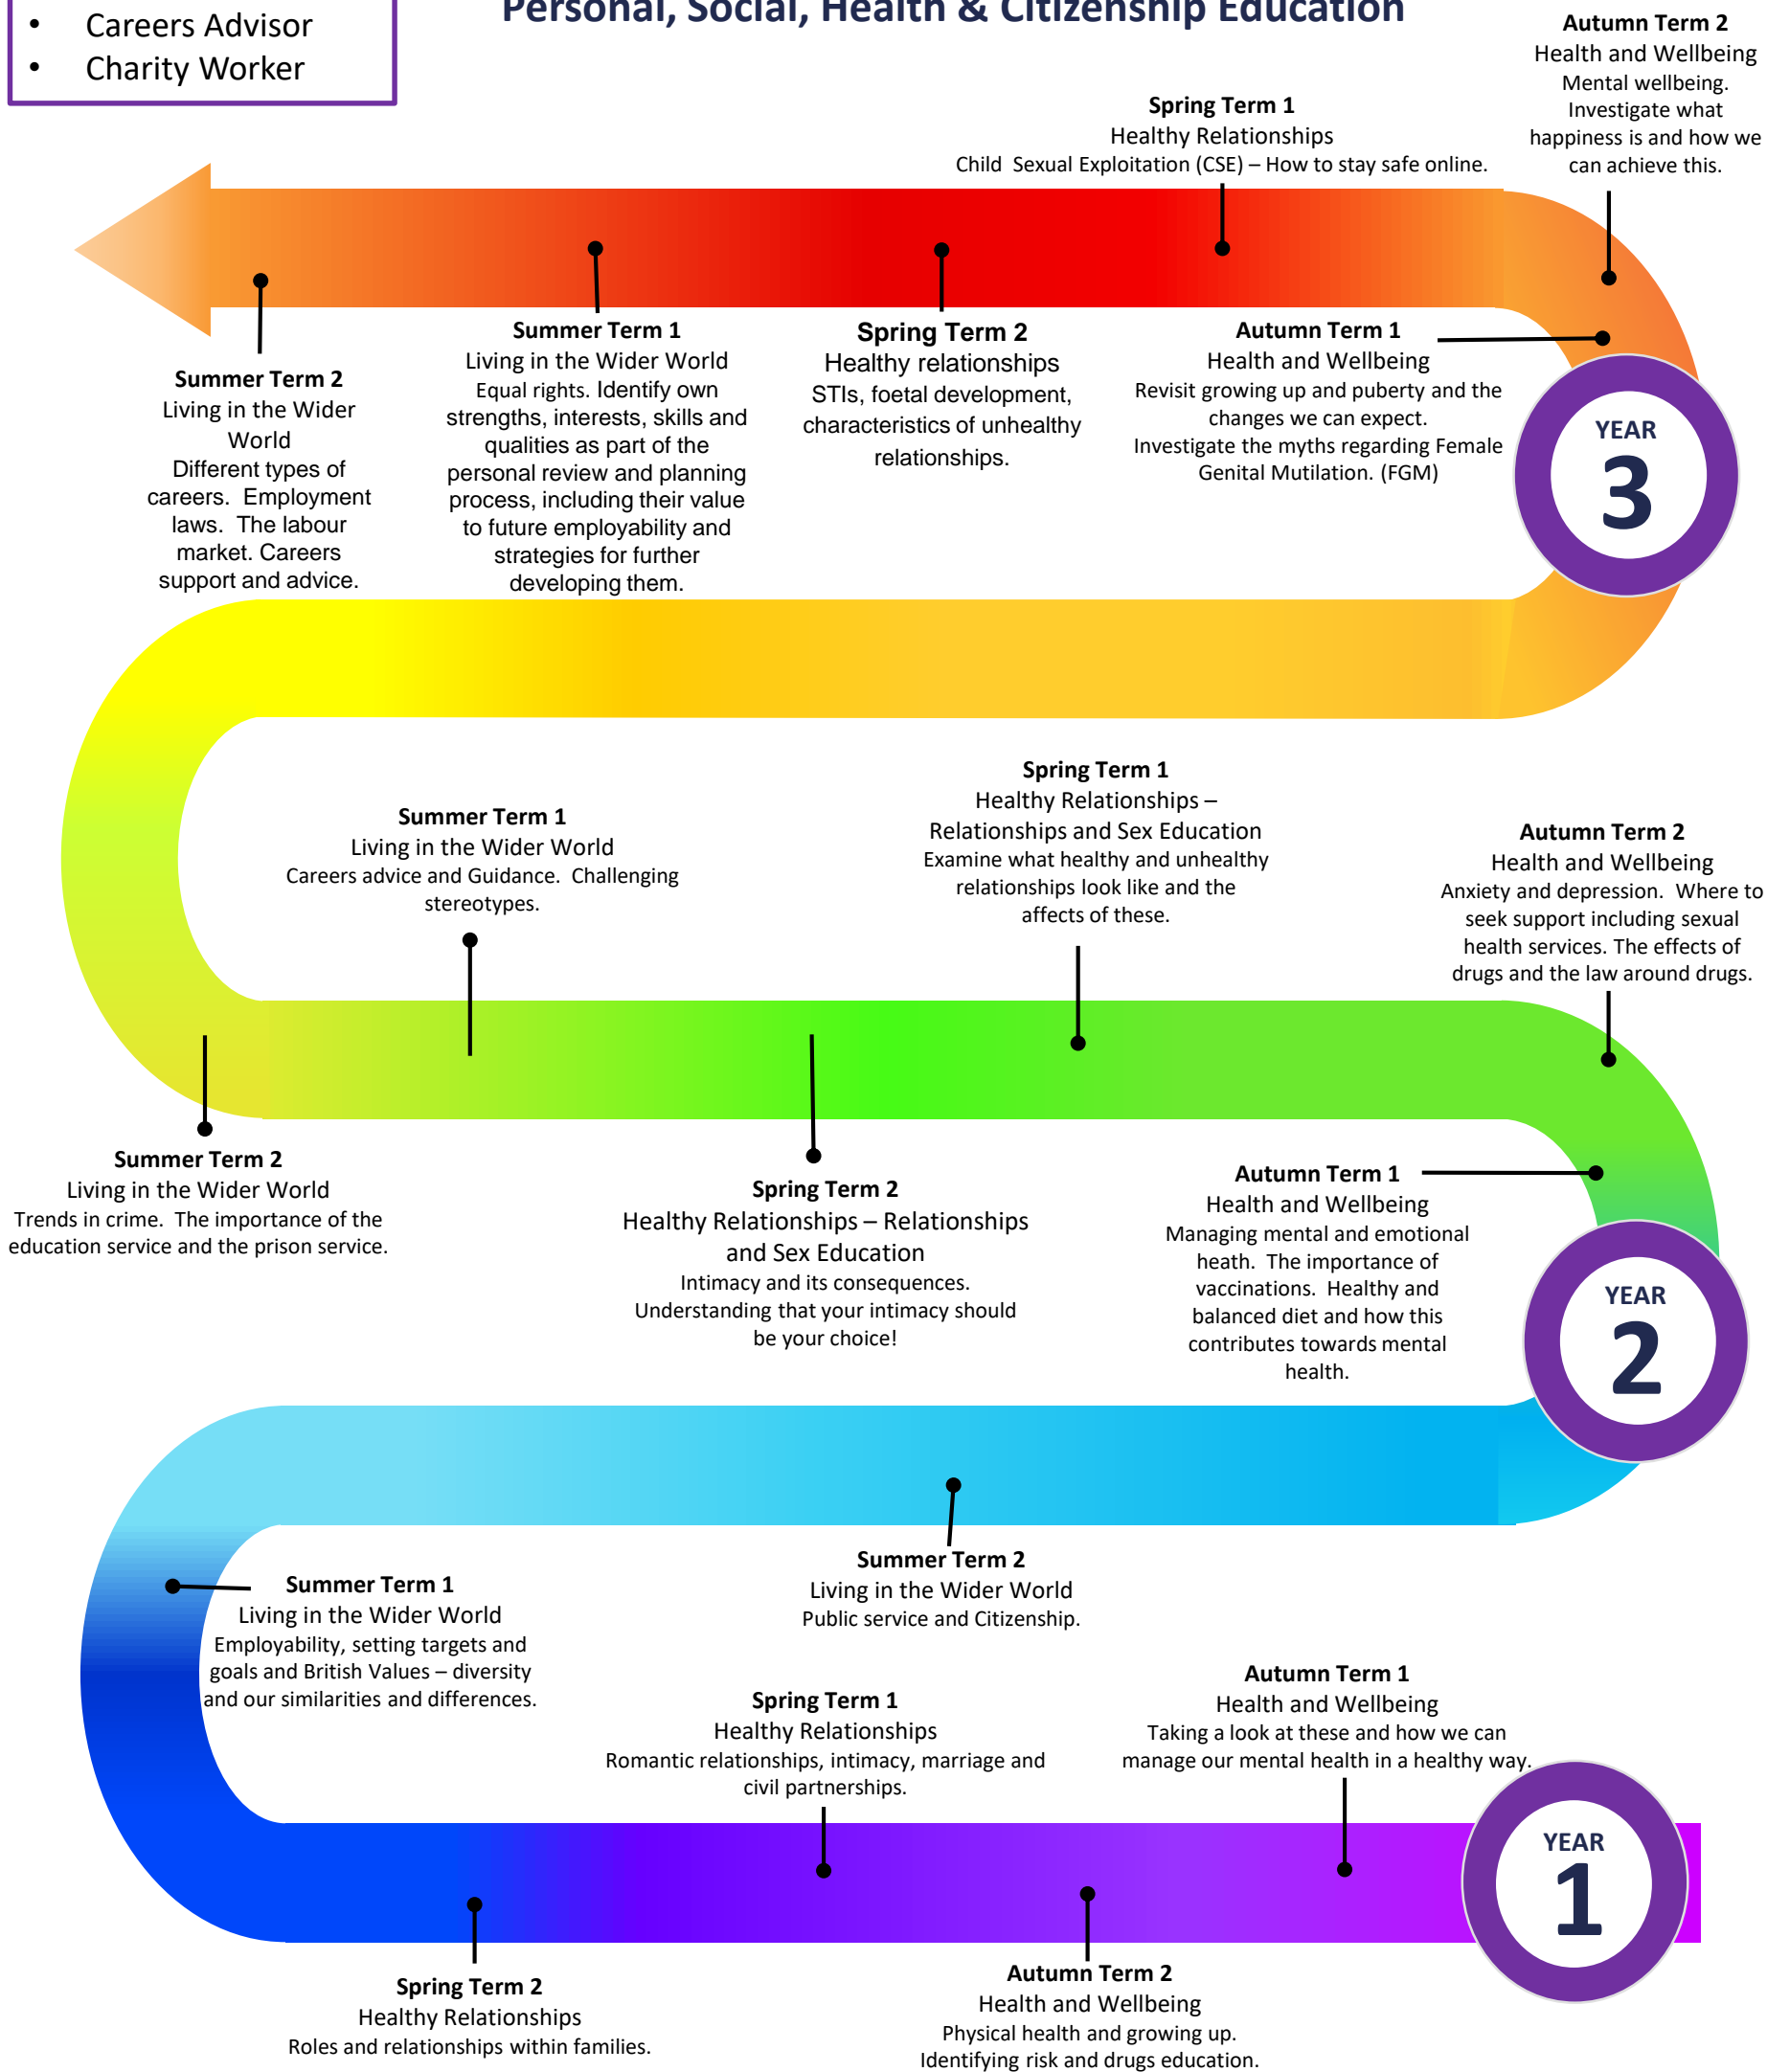 Personal, Social, Health & Citizenship Education
• Careers Advisor
• Charity Worker
Autumn Term 2
Health and Wellbeing
Mental wellbeing.
Investigate what
happiness is and how we
can achieve this.
Spring Term 1
Healthy Relationships
Child Sexual Exploitation (CSE) – How to stay safe online.
Summer Term 2
Living in the Wider
World
Different types of
careers. Employment
laws. The labour
market. Careers
support and advice.
Summer Term 1
Living in the Wider World
Equal rights. Identify own
strengths, interests, skills and
qualities as part of the
personal review and planning
process, including their value
to future employability and
strategies for further
developing them.
Spring Term 2
Healthy relationships
STIs, foetal development,
characteristics of unhealthy
relationships.
Autumn Term 1
Health and Wellbeing
Revisit growing up and puberty and the
changes we can expect.
Investigate the myths regarding Female
Genital Mutilation. (FGM)
YEAR
3
Summer Term 1
Living in the Wider World
Careers advice and Guidance. Challenging
stereotypes.
Spring Term 1
Healthy Relationships –
Relationships and Sex Education
Examine what healthy and unhealthy
relationships look like and the
affects of these.
Autumn Term 2
Health and Wellbeing
Anxiety and depression. Where to
seek support including sexual
health services. The effects of
drugs and the law around drugs.
Summer Term 2
Living in the Wider World
Trends in crime. The importance of the
education service and the prison service.
Spring Term 2
Healthy Relationships – Relationships
and Sex Education
Intimacy and its consequences.
Understanding that your intimacy should
be your choice!
Autumn Term 1
Health and Wellbeing
Managing mental and emotional
heath. The importance of
vaccinations. Healthy and
balanced diet and how this
contributes towards mental
health.
YEAR
2
Summer Term 1
Living in the Wider World
Employability, setting targets and
goals and British Values – diversity
and our similarities and differences.
Summer Term 2
Living in the Wider World
Public service and Citizenship.
Spring Term 1
Healthy Relationships
Romantic relationships, intimacy, marriage and
civil partnerships.
Autumn Term 1
Health and Wellbeing
Taking a look at these and how we can
manage our mental health in a healthy way.
YEAR
1
Spring Term 2
Healthy Relationships
Roles and relationships within families.
Autumn Term 2
Health and Wellbeing
Physical health and growing up.
Identifying risk and drugs education.